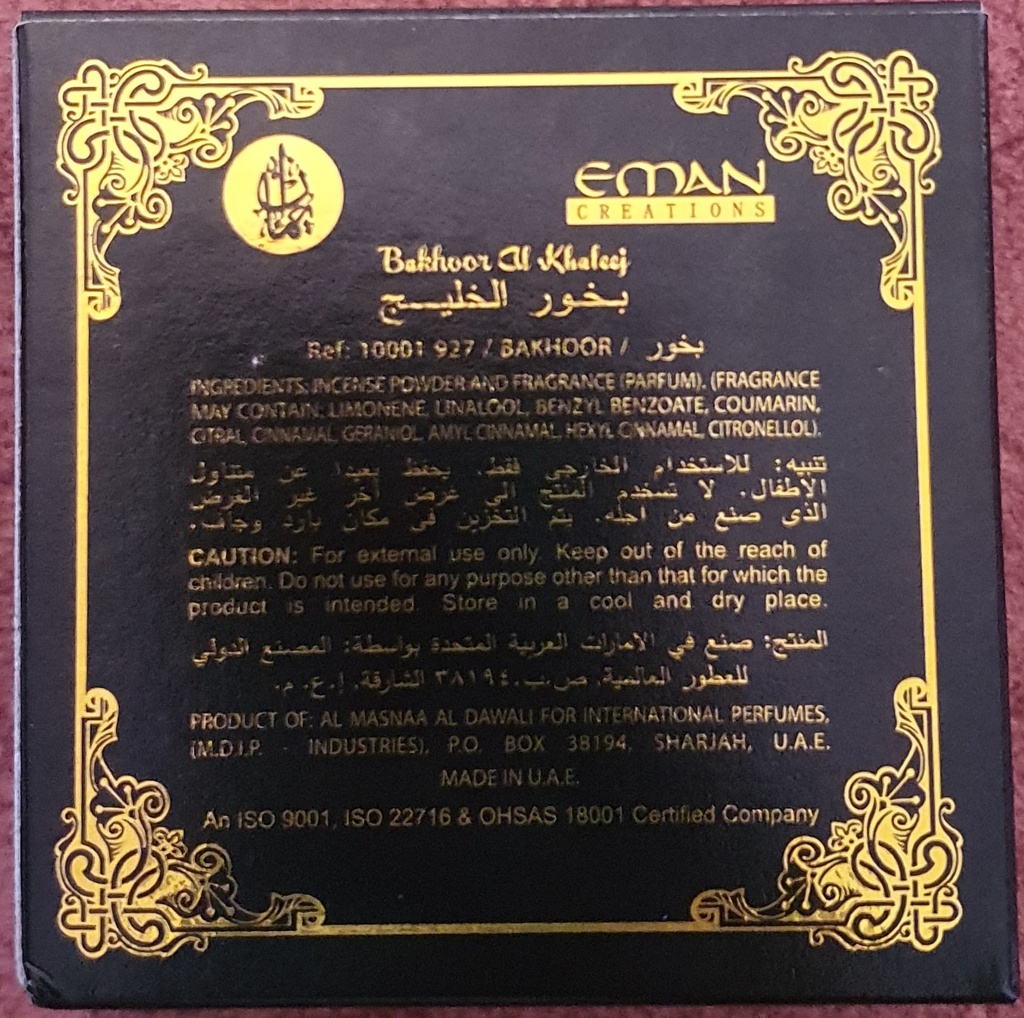 EMAN
CREATIONS
Bakhoor Al Khaleej
بخور الخليج
Ref: 10001 927 / BAKHOOR / بخور
INGREDIENTS: INCENSE POWDER AND FRAGRANCE (PARFUM). (FRAGRANCE
MAY CONTAIN: LIMONENE, LINALOOL, BENZYL BENZOATE, COUMARIN,
CITRAL, CINNAMAL, GERANIOL, AMYL CINNAMAL, HEXYL CINNAMAL, CITRONELLOL).
تنبيه: للاستخدام الخارجي فقط. يحفظ بعيدا عن متناول
الأطفال. لا تستخدم المنتج الى غرض آخر غير الغرض
الذى صنع من اجله. يتم التخزين في مكان بارد وجاف.
CAUTION: For external use only. Keep out of the reach of
children. Do not use for any purpose other than that for which the
product is intended. Store in a cool and dry place.
المنتج: صنع في الامارات العربية المتحدة بواسطة: المصنع الدولي
للعطور العالمية، ص.ب. ٣٨١٩٤ الشارقة، إ.ع. م.
PRODUCT OF: AL MASNAA AL DAWALI FOR INTERNATIONAL PERFUMES,
(M.D.I.P. - INDUSTRIES), P.O. BOX 38194, SHARJAH, U.A.E.
MADE IN U.A.E.
An ISO 9001, ISO 22716 & OHSAS 18001 Certified Company